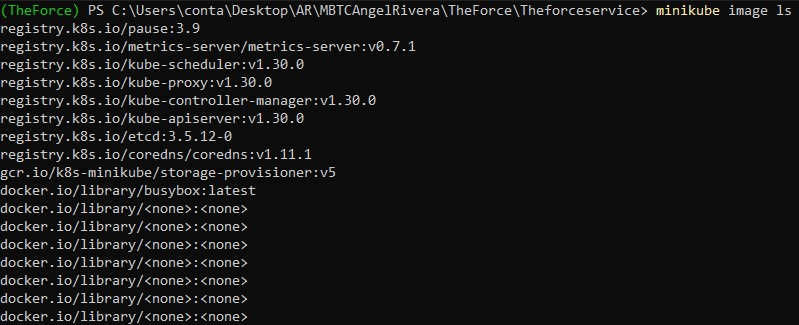 (TheForce) PS C:\Users\conta\Desktop\AR\MBTCAngelRivera\TheForce\Theforceservice> minikube image ls
registry.k8s.io/pause:3.9
registry.k8s.io/metrics-server/metrics-server:v0.7.1
registry.k8s.io/kube-scheduler:v1.30.0
registry.k8s.io/kube-proxy:v1.30.0
registry.k8s.io/kube-controller-manager:v1.30.0
registry.k8s.io/kube-apiserver:v1.30.0
registry.k8s.io/etcd:3.5.12-0
registry.k8s.io/coredns/coredns:v1.11.1
gcr.io/k8s-minikube/storage-provisioner:v5
docker.io/library/busybox:latest
docker.io/library/<none>:<none>
docker.io/library/<none>:<none>
docker.io/library/<none>:<none>
docker.io/library/<none>:<none>
docker.io/library/<none>:<none>
docker.io/library/<none>:<none>
docker.io/library/<none>:<none>